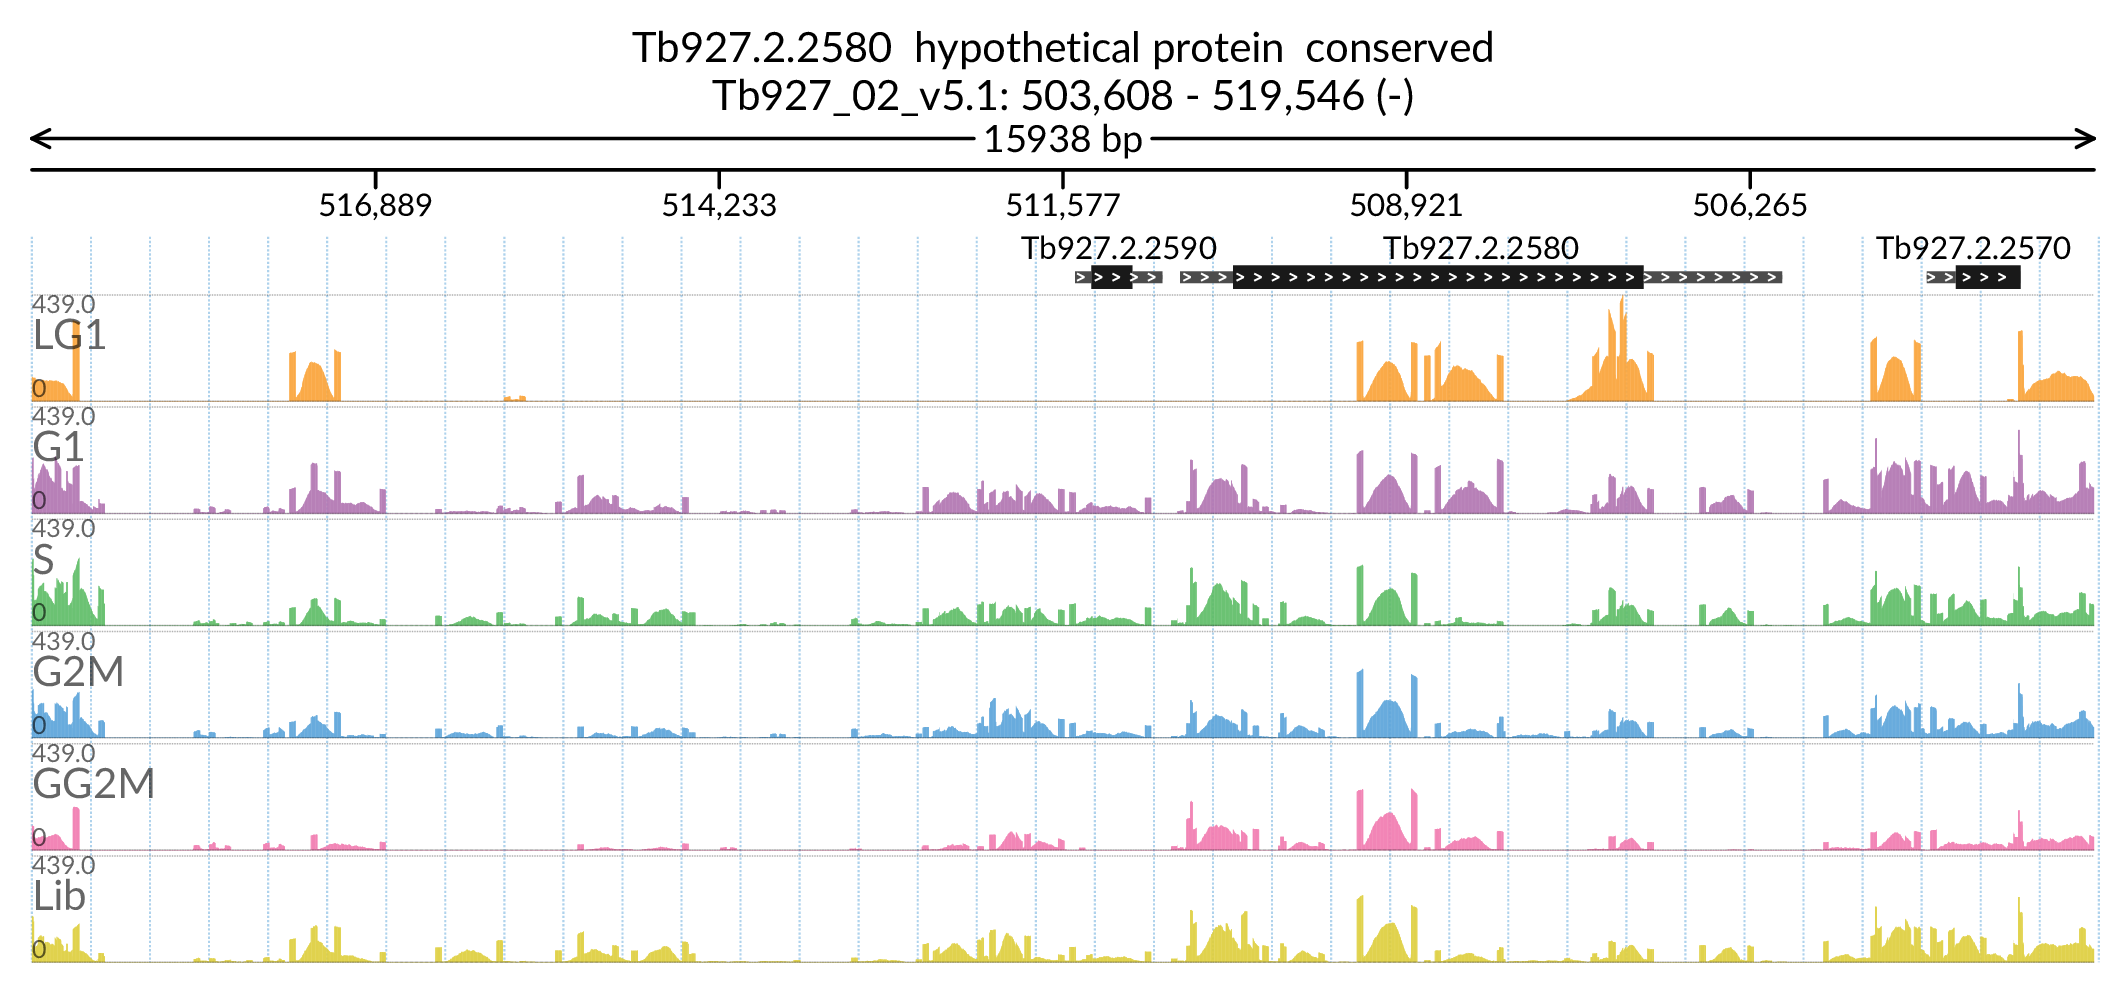 Tb927.2.2580 hypothetical protein conserved
Tb927_02_v5.1: 503,608 - 519,546 (-)
15938 bp
516,889 514,233 511,577 508,921 506,265
Tb927.2.2590 Tb927.2.2580 Tb927.2.2570
439.0
LG1
0
439.0
G1
0
439.0
S
0
439.0
G2M
0
439.0
GG2M
0
439.0
Lib
0